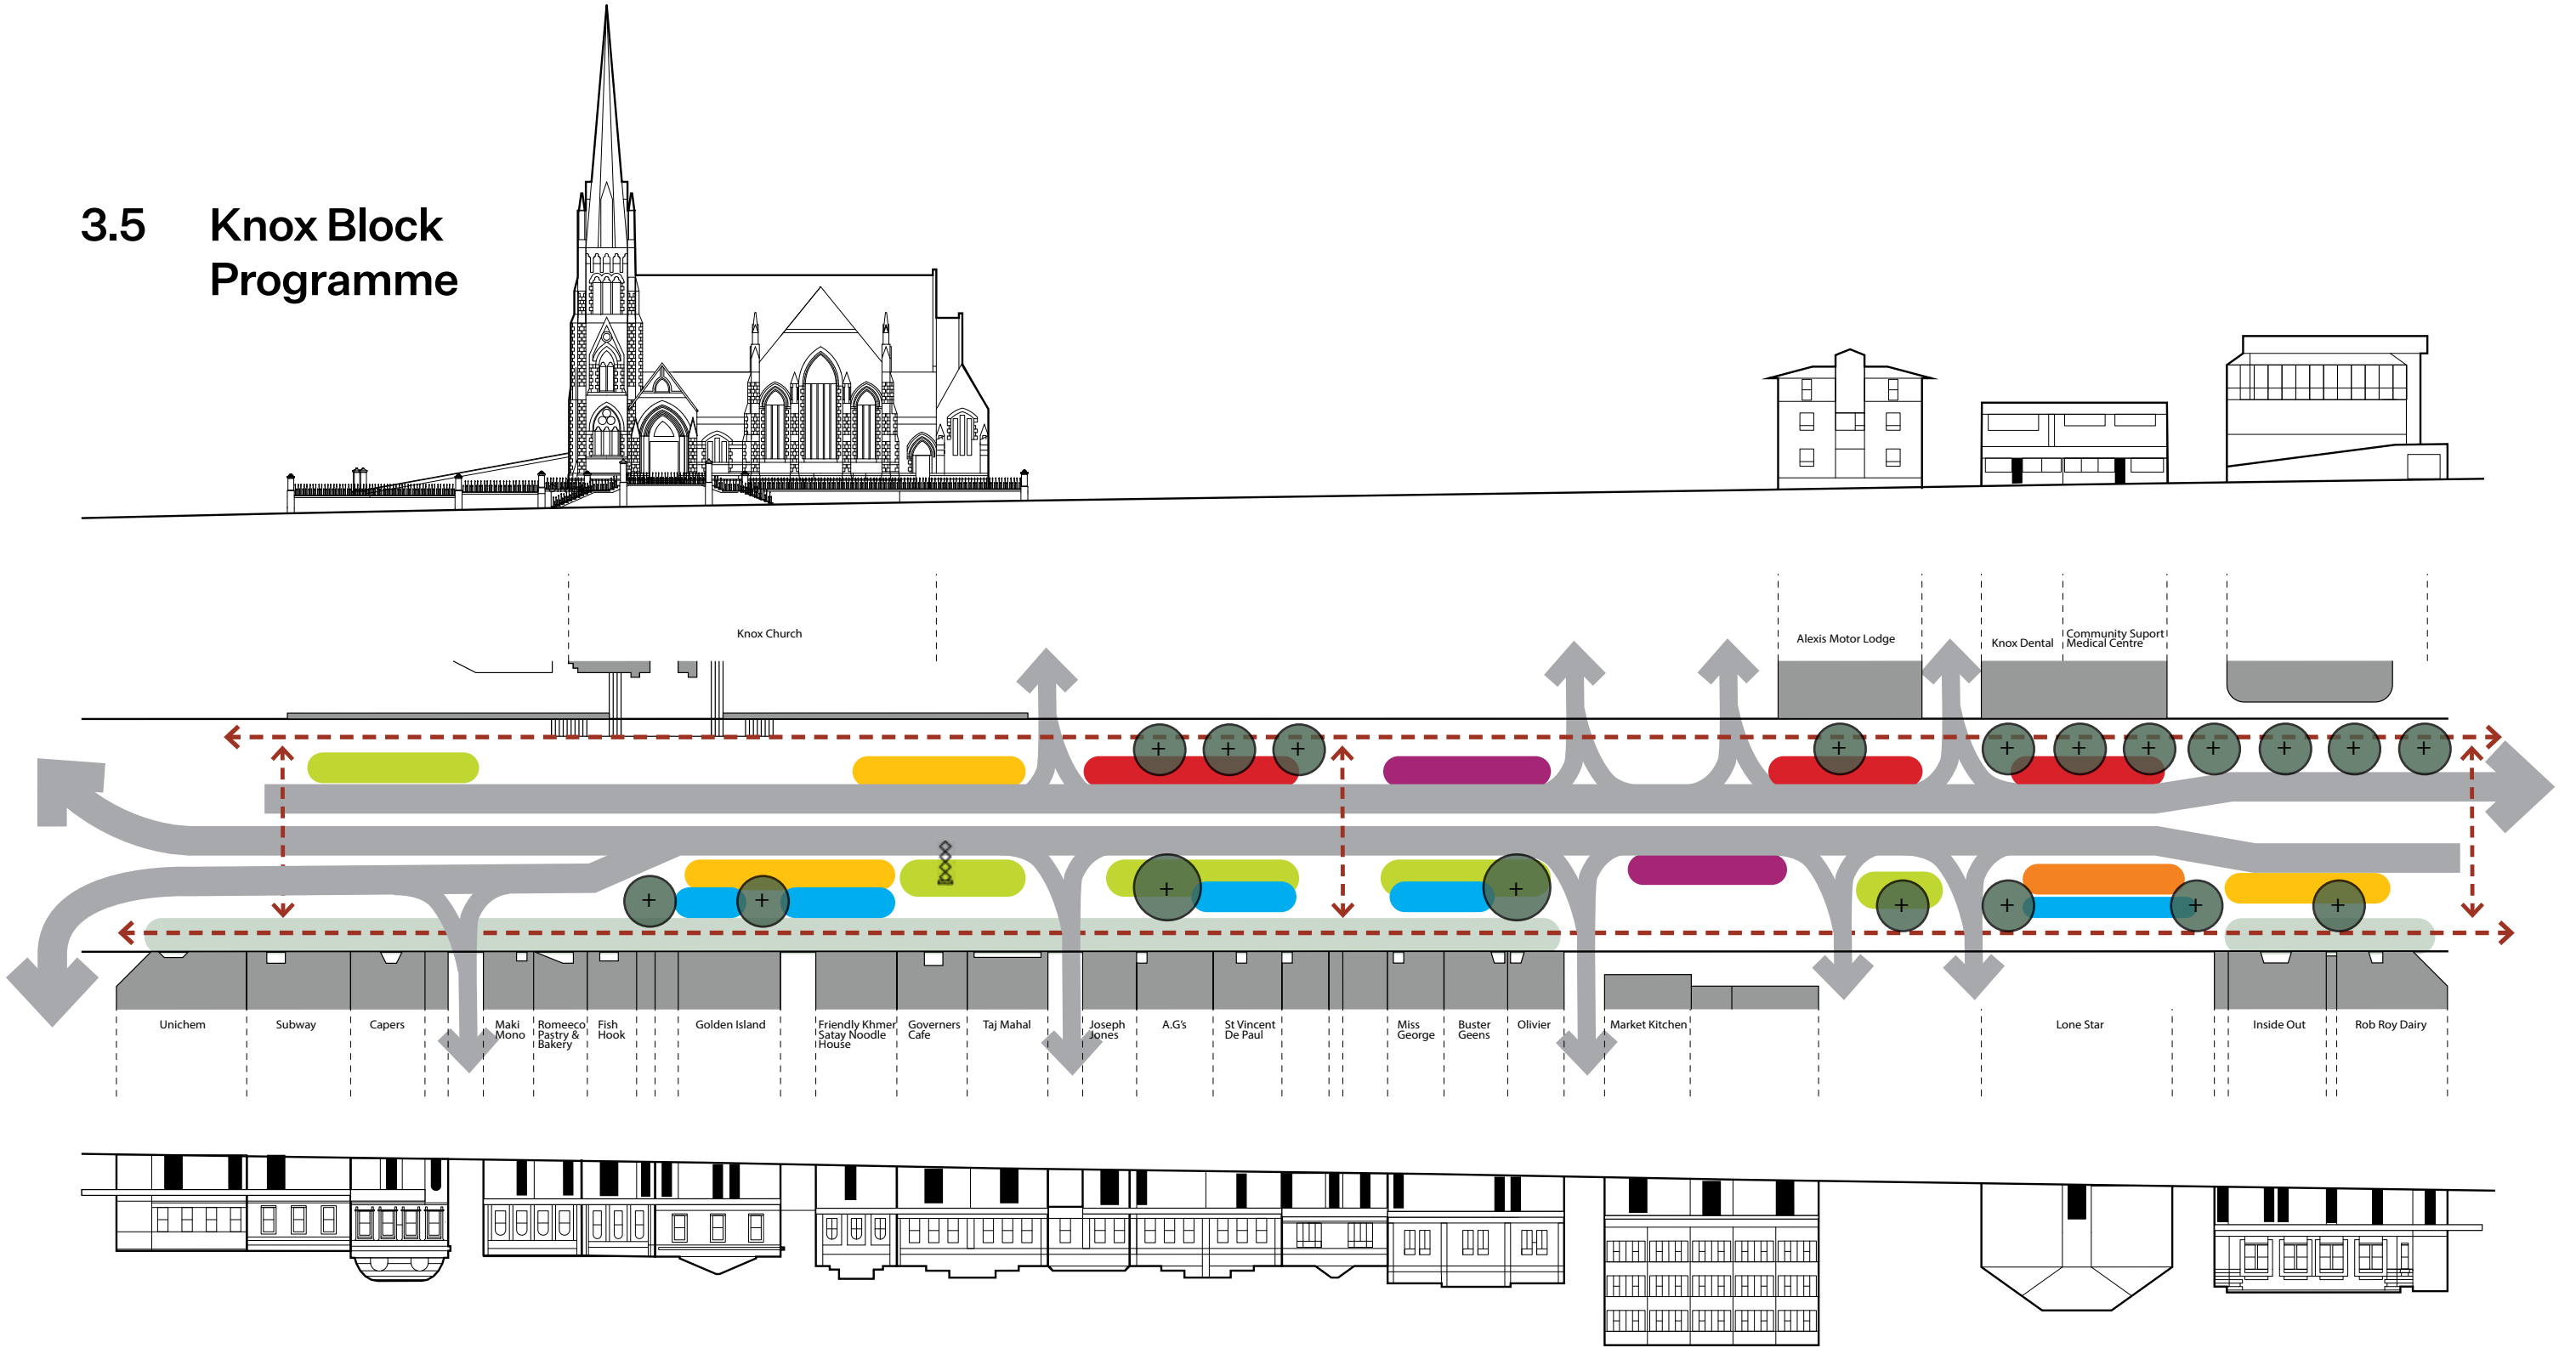 3.5 Knox Block
Programme
Knox Church
Alexis Motor Lodge
Knox Dental
Community Suport
Medical Centre
Unichem
Subway
Capers
Maki
Mono
Romeeco
Pastry &
Bakery
Fish
Hook
Golden Island
Friendly Khmer
Satay Noodle
House
Governers
Cafe
Taj Mahal
Joseph
Jones
A.G's
St Vincent
De Paul
Miss
George
Buster
Geens
Olivier
Market Kitchen
Lone Star
Inside Out
Rob Roy Dairy